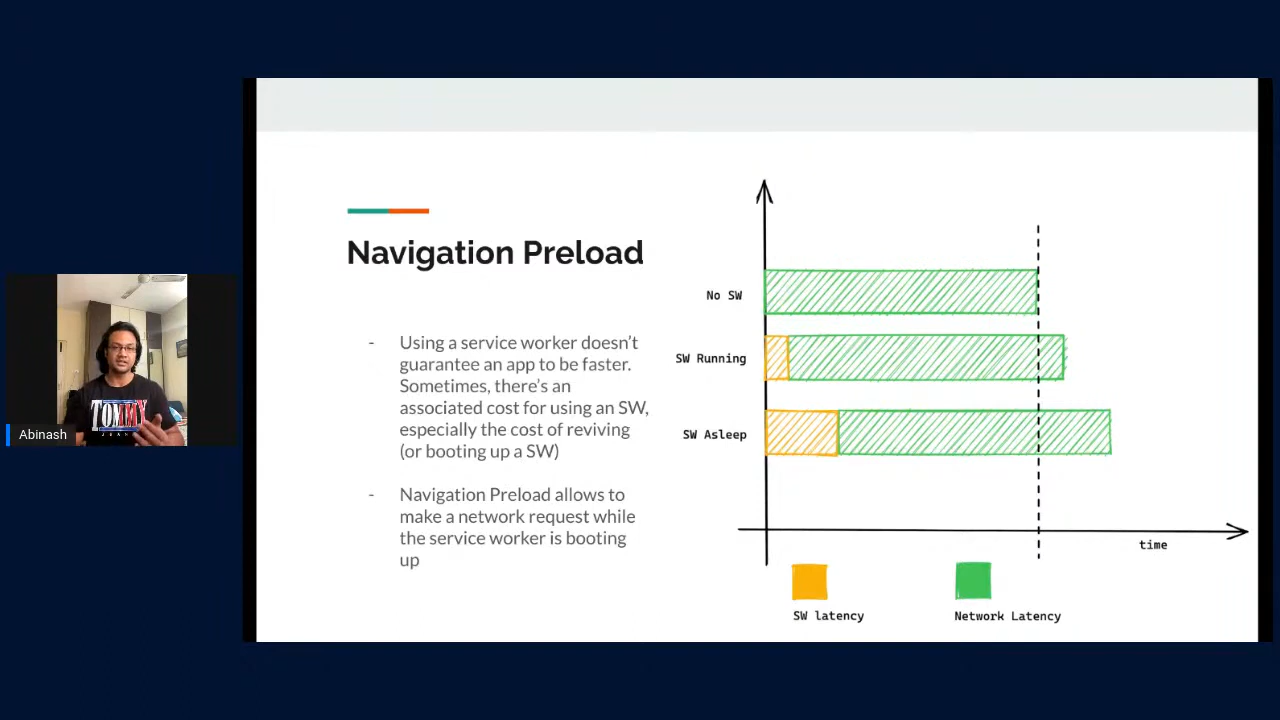 Navigation Preload
- Using a service worker doesn’t
guarantee an app to be faster.
Sometimes, there’s an
associated cost for using an SW,
especially the cost of reviving
(or booting up a SW)
- Navigation Preload allows to
make a network request while
the service worker is booting
up
No SW
SW Running
SW Asleep
time
SW latency
Network Latency
TOMMY
JEANS
Abinash